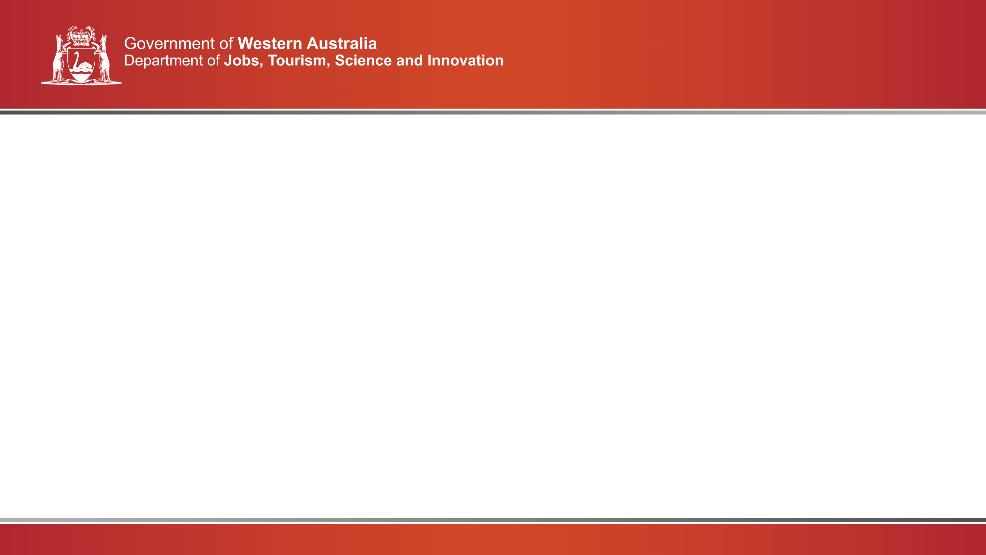 Government of Western Australia
Department of Jobs, Tourism, Science and Innovation